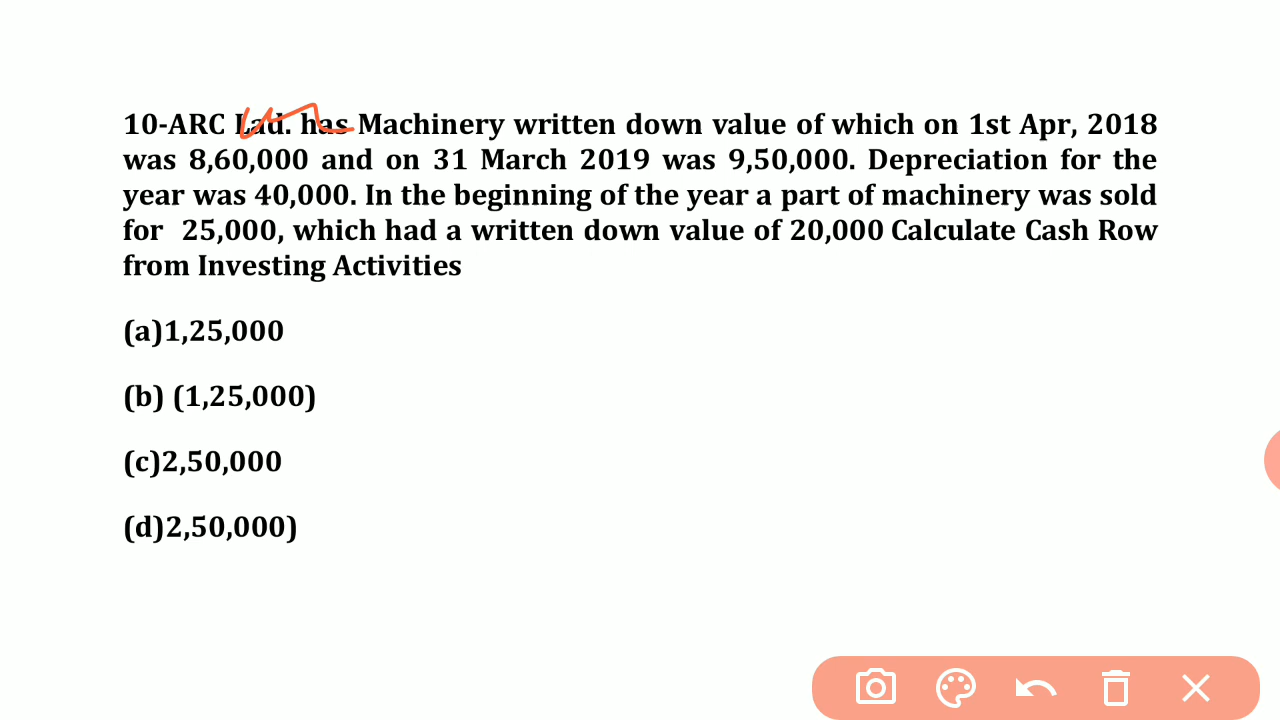 10-ARC Lad. has Machinery written down value of which on 1st Apr, 2018
was 8,60,000 and on 31 March 2019 was 9,50,000. Depreciation for the
year was 40,000. In the beginning of the year a part of machinery was sold
for 25,000, which had a written down value of 20,000 Calculate Cash Row
from Investing Activities
(a)1,25,000
(b) (1,25,000)
(c)2,50,000
(d)2,50,000)